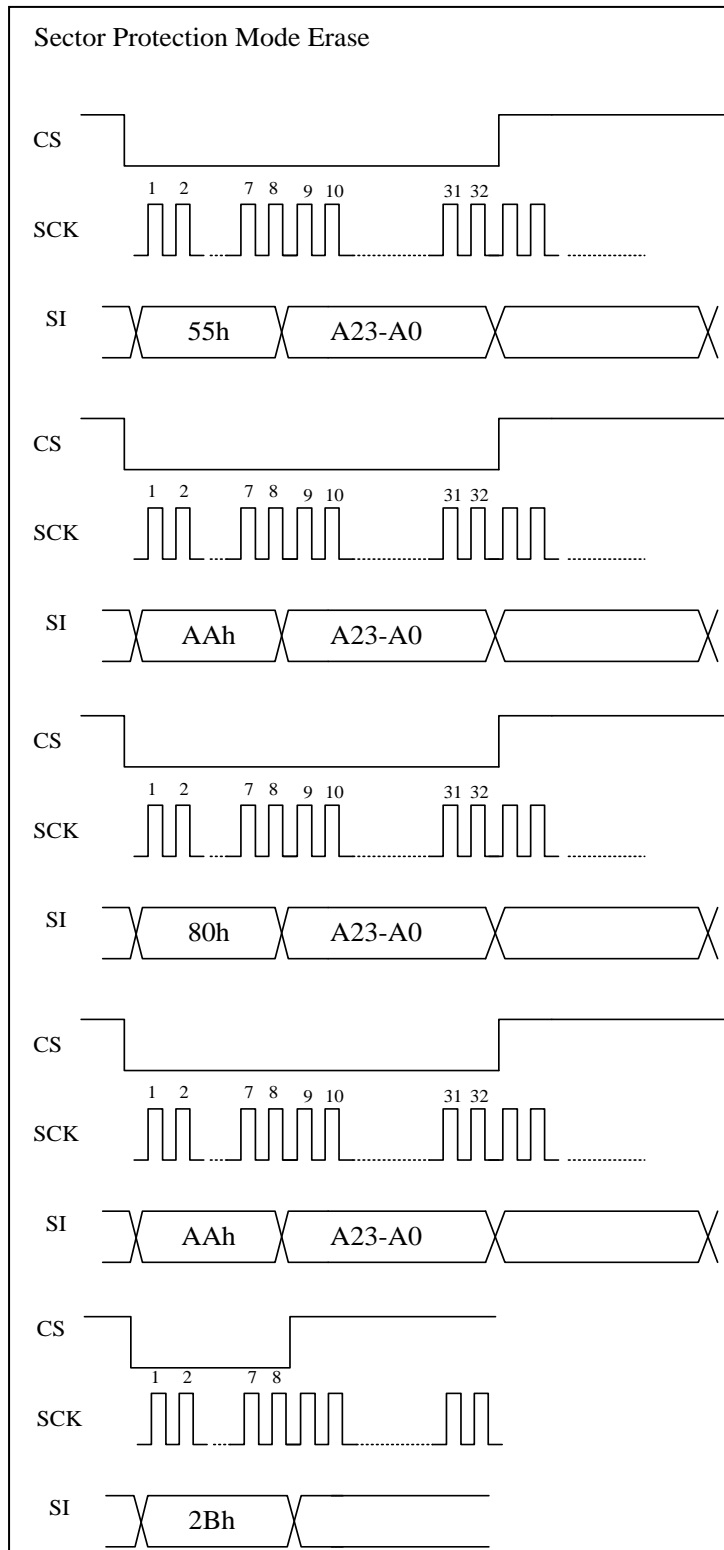 Sector Protection Mode Erase
CS
1 2 7 8 9 10 31 32
SCK
SI 55h A23-A0
CS
1 2 7 8 9 10 31 32
SCK
SI AAh A23-A0
CS
1 2 7 8 9 10 31 32
SCK
SI 80h A23-A0
CS
1 2 7 8 9 10 31 32
SCK
SI AAh A23-A0
CS
1 2 7 8
SCK
SI 2Bh